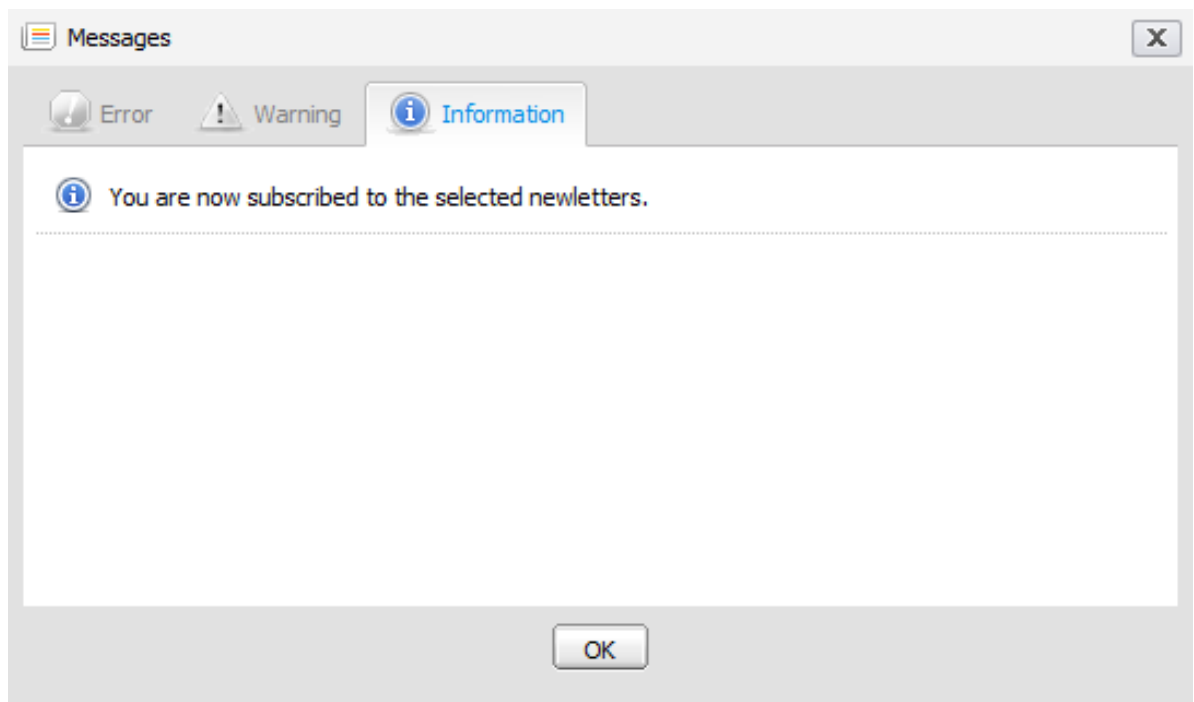 Messages
X
Error Warning Information
You are now subscribed to the selected newletters.
OK